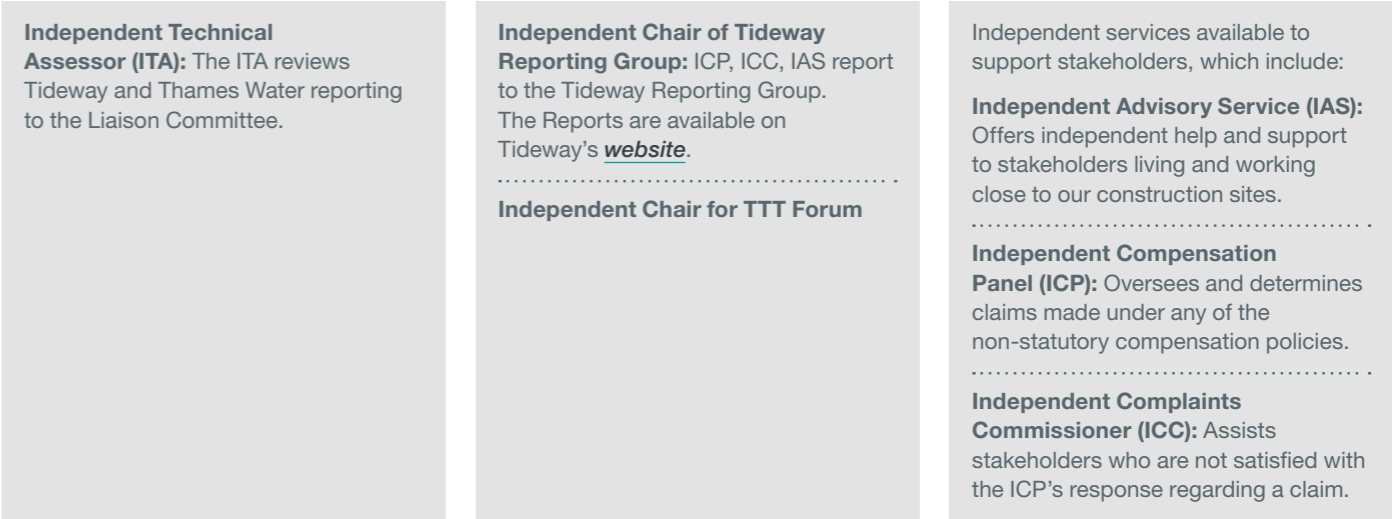 Independent Technical
Assessor (ITA): The ITA reviews
Tideway and Thames Water reporting
to the Liaison Committee.
Independent Chair of Tideway
Reporting Group: ICP, ICC, IAS report
to the Tideway Reporting Group.
The Reports are available on
Tideway’s website.
Independent Chair for TTT Forum
Independent services available to
support stakeholders, which include:
Independent Advisory Service (IAS):
Offers independent help and support
to stakeholders living and working
close to our construction sites.
Independent Compensation
Panel (ICP): Oversees and determines
claims made under any of the
non-statutory compensation policies.
Independent Complaints
Commissioner (ICC): Assists
stakeholders who are not satisfied with
the ICP’s response regarding a claim.